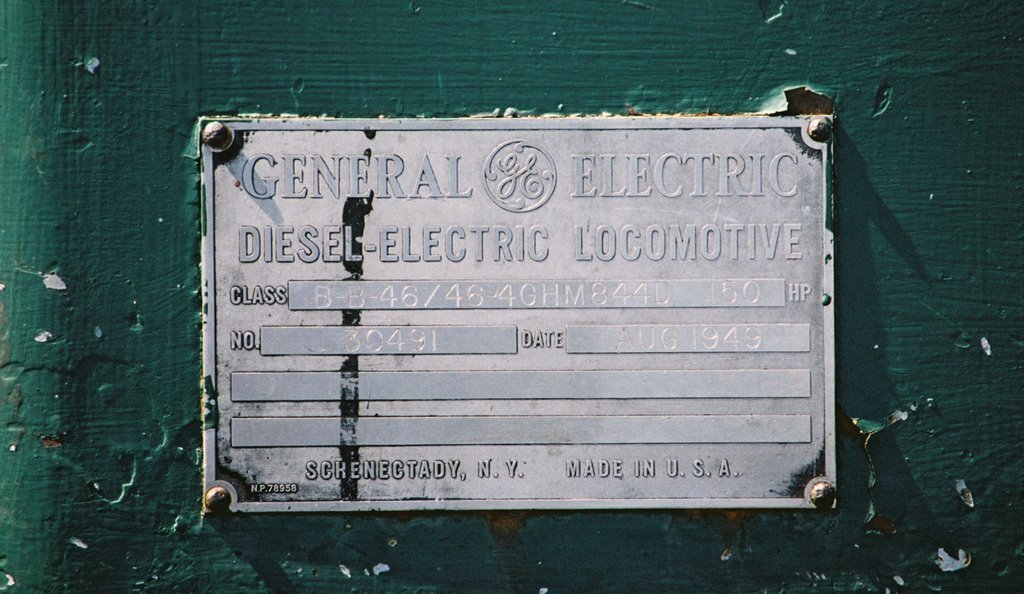 GENERAL GE ELECTRIC
DIESEL-ELECTRIC LOCOMOTIVE
CLASS B-B-46/46-4GHM844D 150 HP
NO. 30491 DATE AUG 1949
SCHENECTADY, N.Y. MADE IN U.S.A.
N.P. 78958